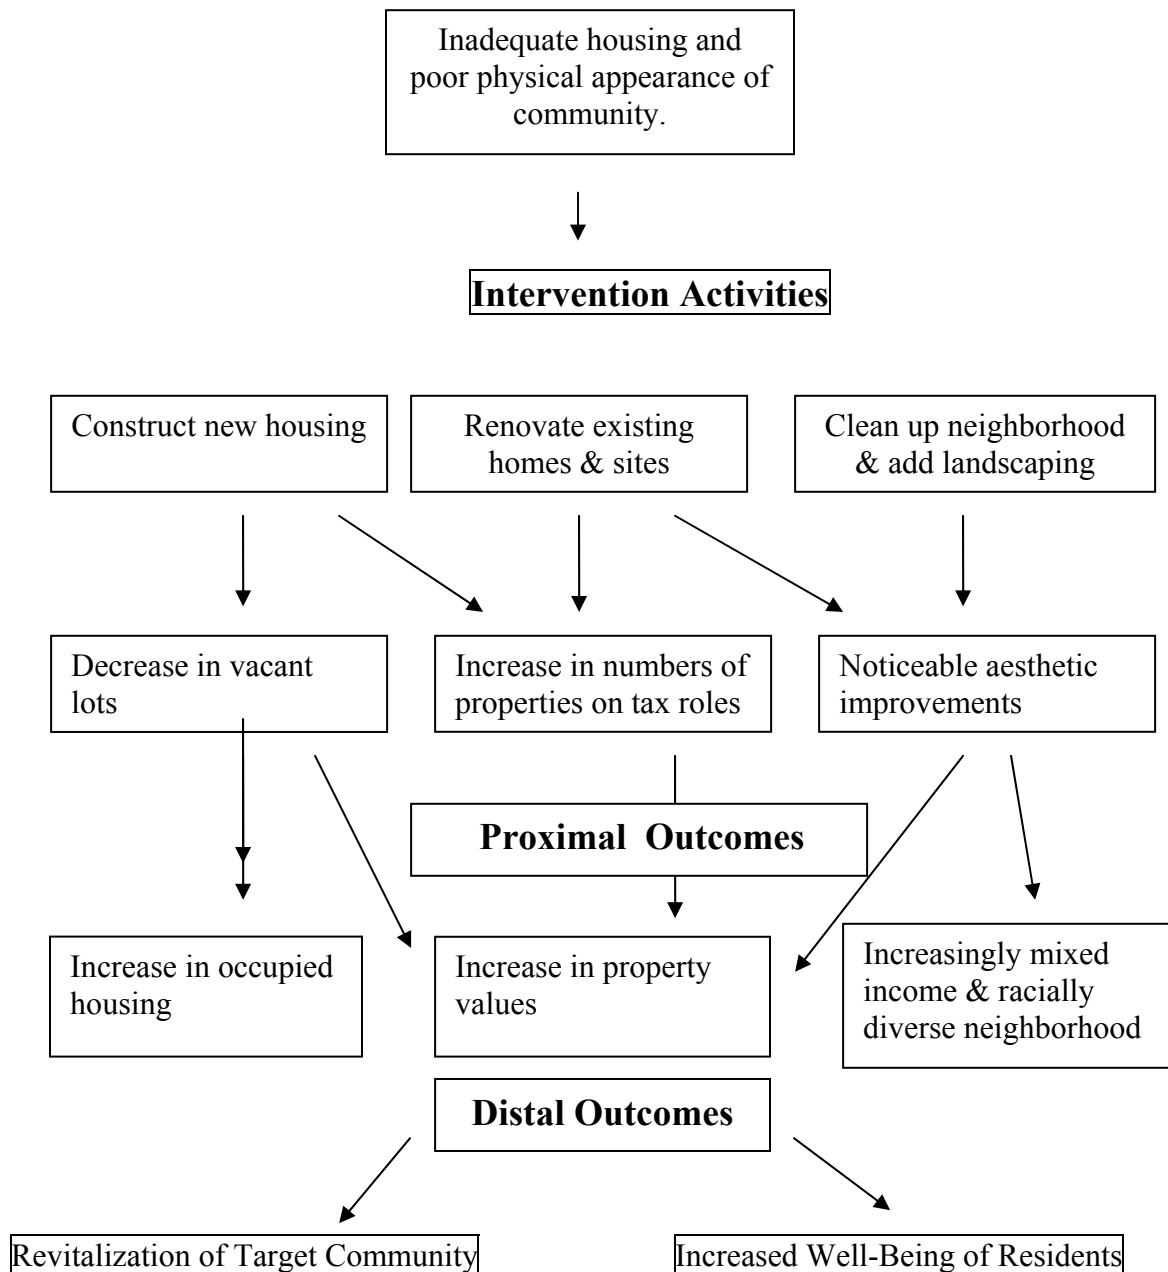 Inadequate housing and
poor physical appearance of
community.
Intervention Activities
Construct new housing
Renovate existing
homes & sites
Clean up neighborhood
& add landscaping
Decrease in vacant
lots
Increase in numbers of
properties on tax roles
Noticeable aesthetic
improvements
Proximal Outcomes
Increase in occupied
housing
Increase in property
values
Increasingly mixed
income & racially
diverse neighborhood
Distal Outcomes
Revitalization of Target Community
Increased Well-Being of Residents